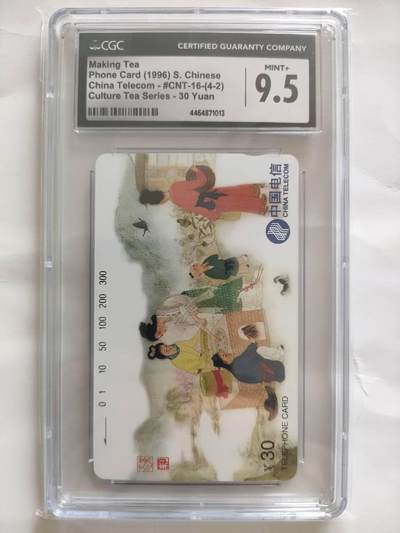 CGC
CERTIFIED GUARANTY COMPANY
Making Tea
Phone Card (1996) S. Chinese
China Telecom - #CNT-16-(4-2)
Culture Tea Series - 30 Yuan
MINT+
9.5
4464871013
中国电信
CHINA TELECOM
0 1 10 50 100 200 300
¥30
TELEPHONE CARD